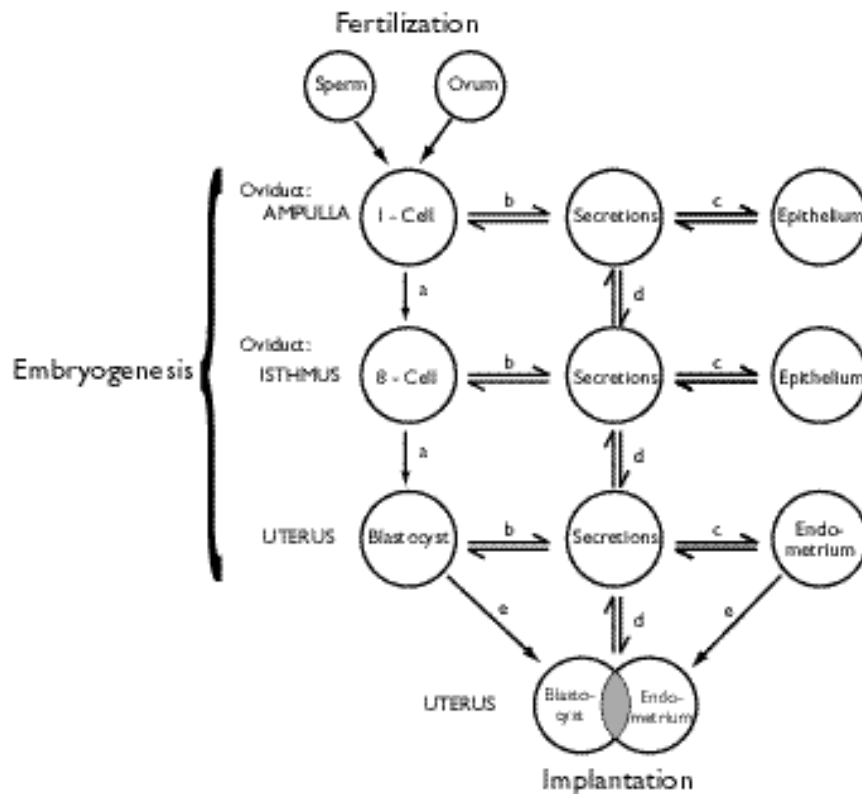 Fertilization
Sperm
Ovum
Oviduct:
AMPULLA
1 - Cell
b
Secretions
c
Epithelium
a
d
Embryogenesis
Oviduct:
ISTHMUS
8 - Cell
b
Secretions
c
Epithelium
a
d
UTERUS
Blastocyst
b
Secretions
c
Endo-
metrium
e
d
e
UTERUS
Blasto-
cyst
Endo-
metrium
Implantation